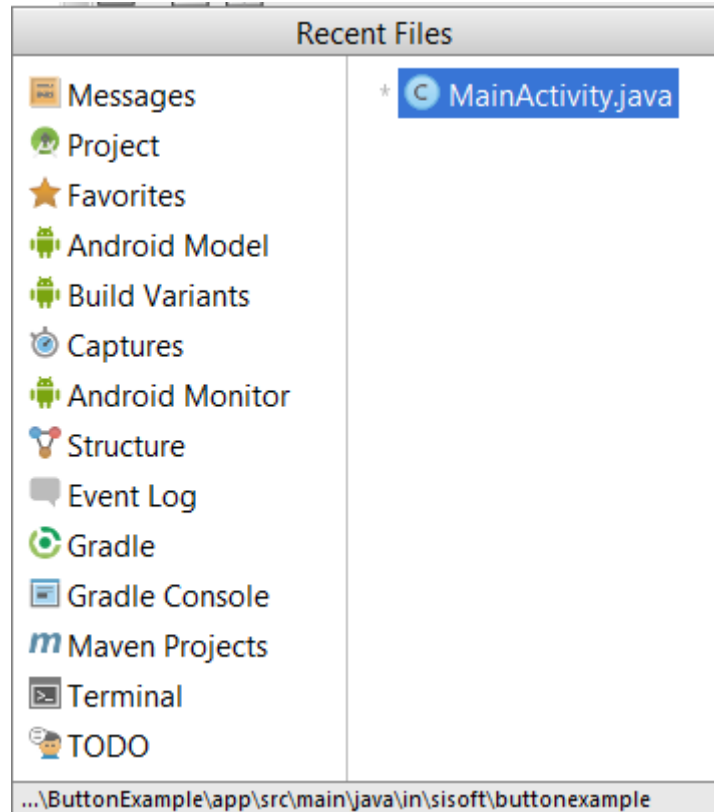 Recent Files
Messages
Project
Favorites
Android Model
Build Variants
Captures
Android Monitor
Structure
Event Log
Gradle
Gradle Console
Maven Projects
Terminal
TODO
* C MainActivity.java
...\ButtonExample\app\src\main\java\in\sisoft\buttonexample